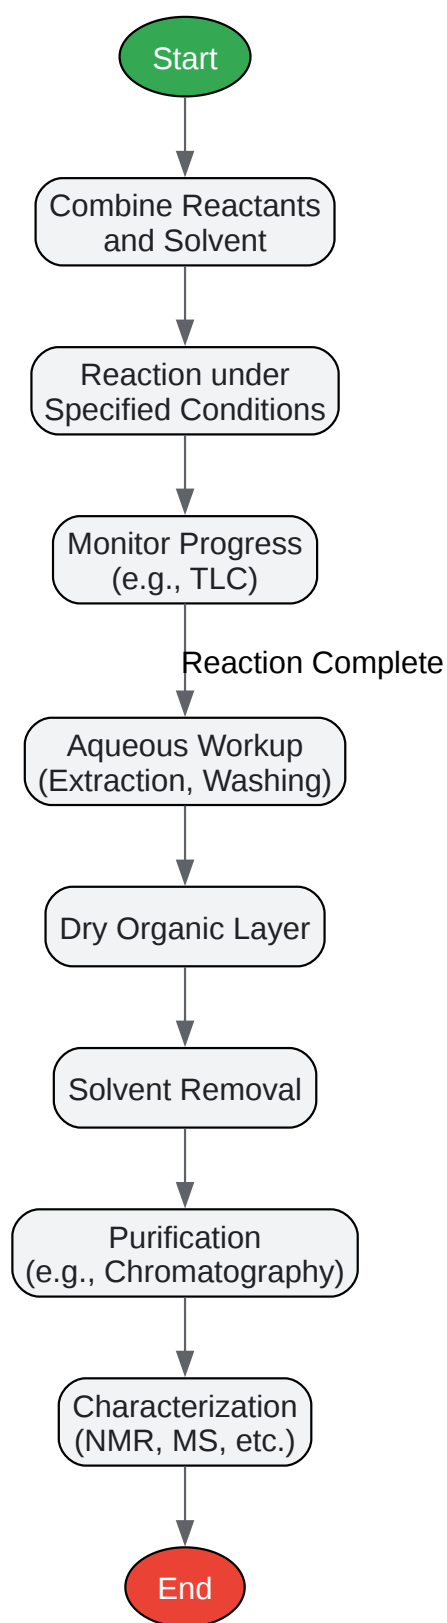 Start
Combine Reactants
and Solvent
Reaction under
Specified Conditions
Monitor Progress
(e.g., TLC)
Reaction Complete
Aqueous Workup
(Extraction, Washing)
Dry Organic Layer
Solvent Removal
Purification
(e.g., Chromatography)
Characterization
(NMR, MS, etc.)
End